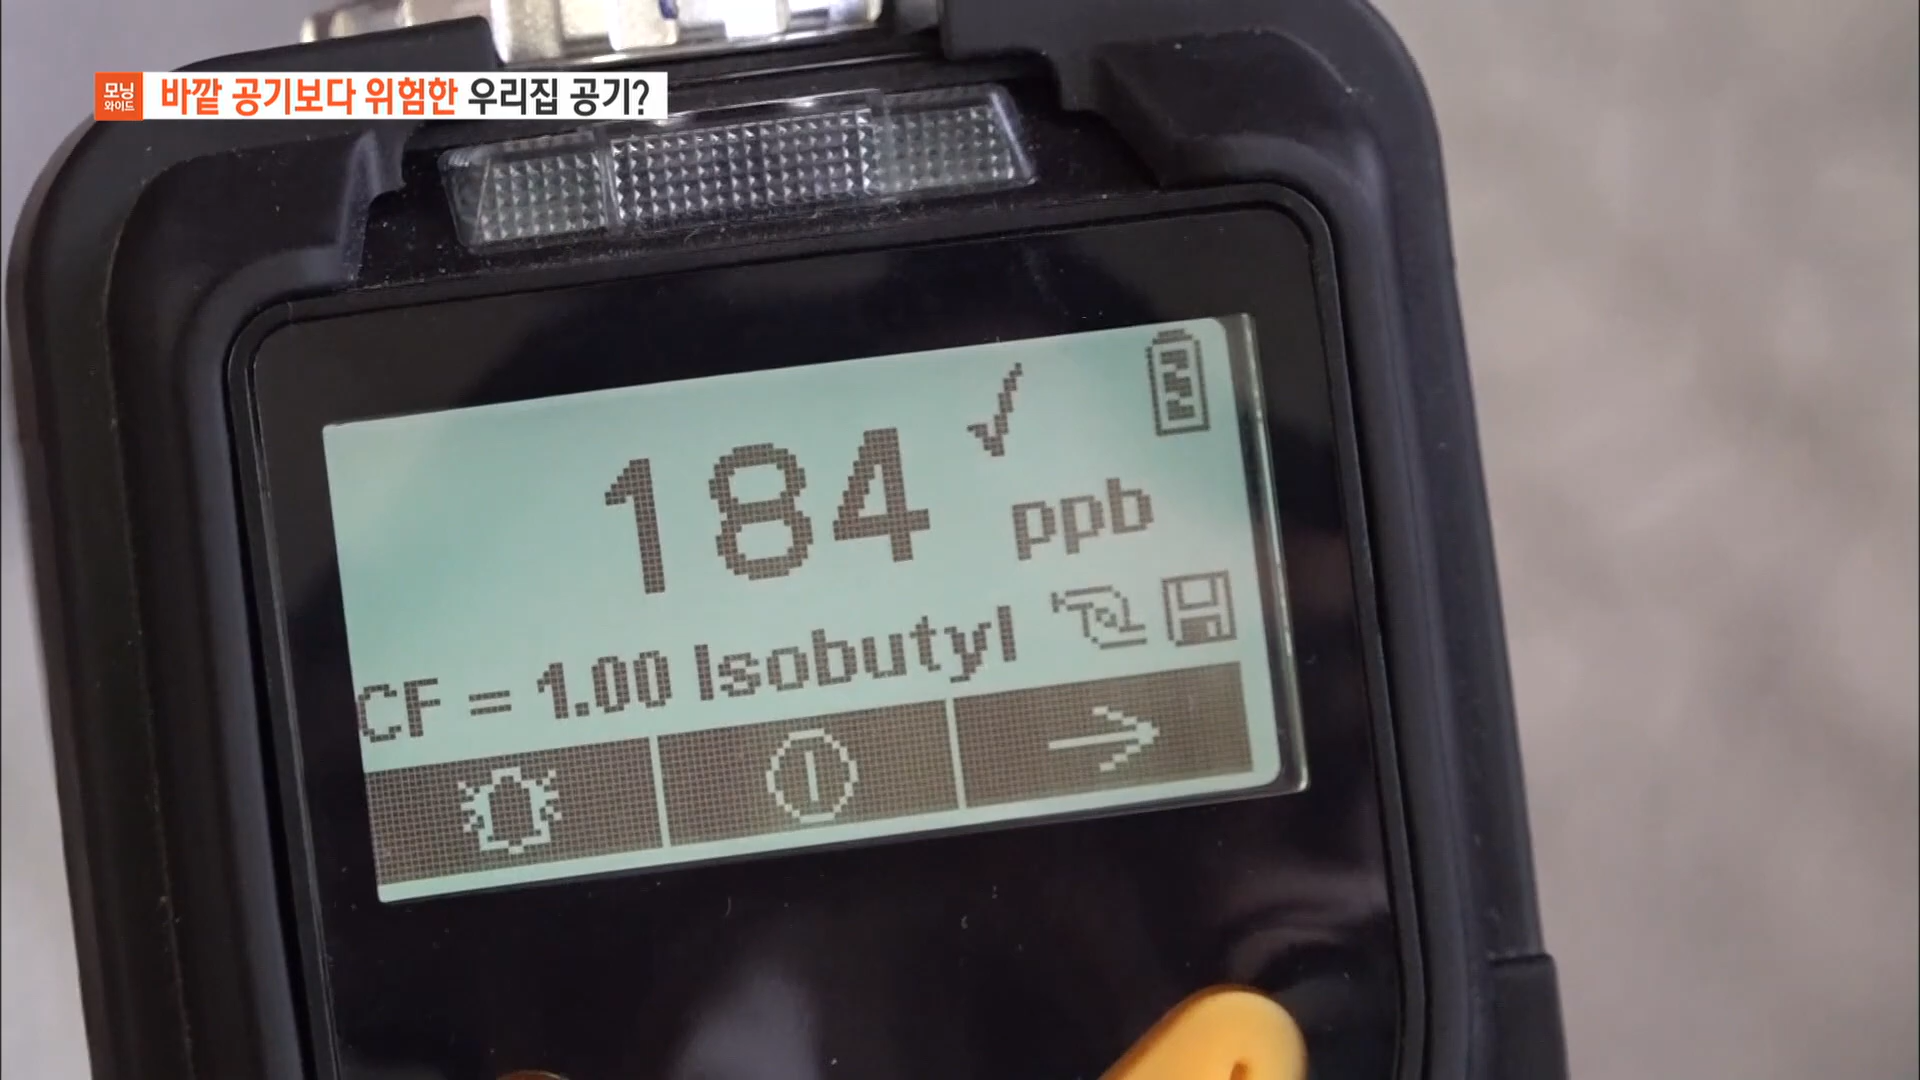 모닝
와이드
바깥 공기보다 위험한 우리집 공기?
184 ppb
CF = 1.00 Isobutyl